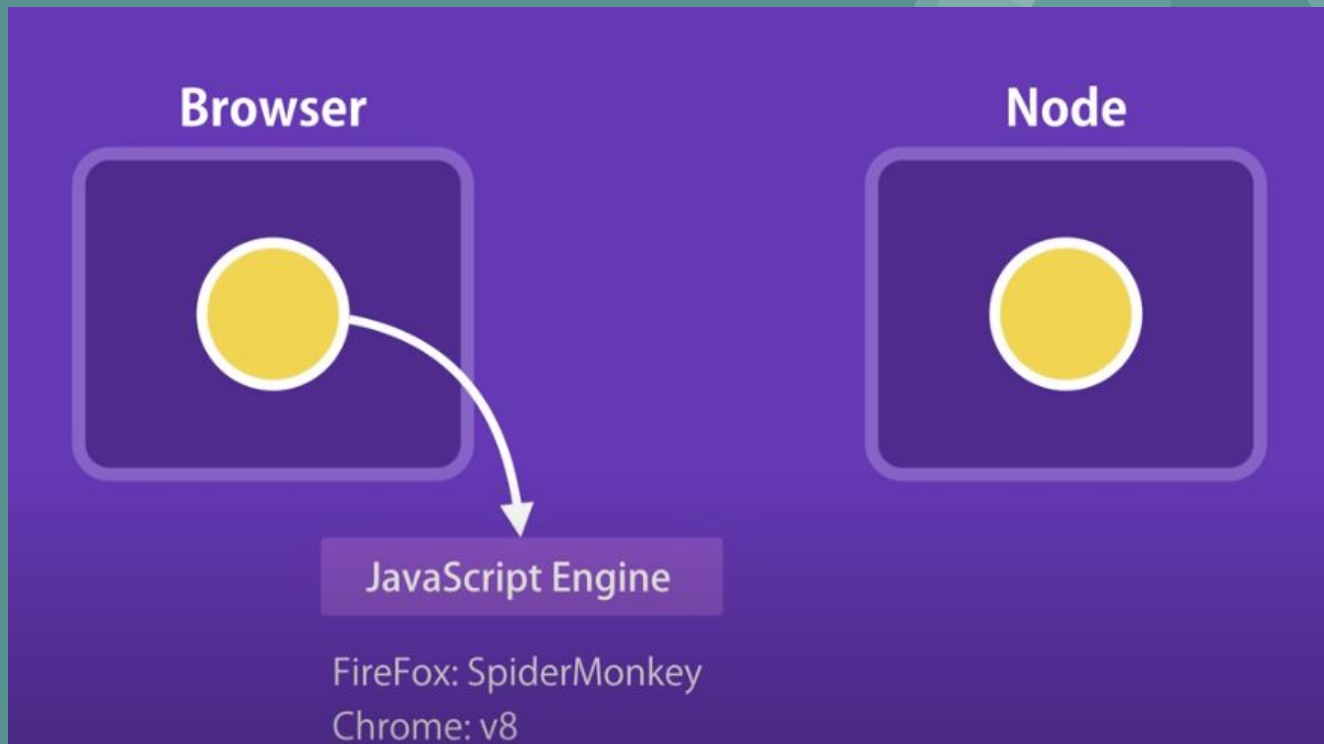 Browser
Node
JavaScript Engine
FireFox: SpiderMonkey
Chrome: v8